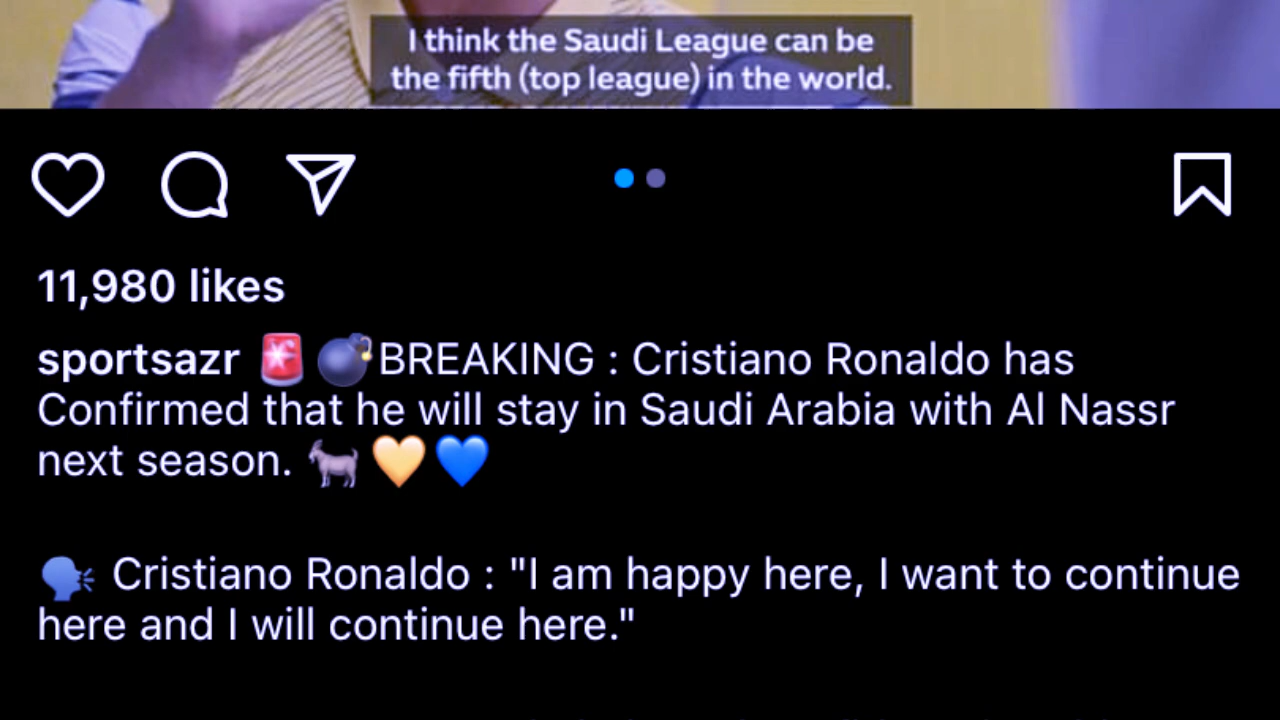 I think the Saudi League can be
the fifth (top league) in the world.
11,980 likes
sportsazr 🚨💣BREAKING : Cristiano Ronaldo has
Confirmed that he will stay in Saudi Arabia with Al Nassr
next season. 🐐💛💙
🗣️ Cristiano Ronaldo : "I am happy here, I want to continue
here and I will continue here."